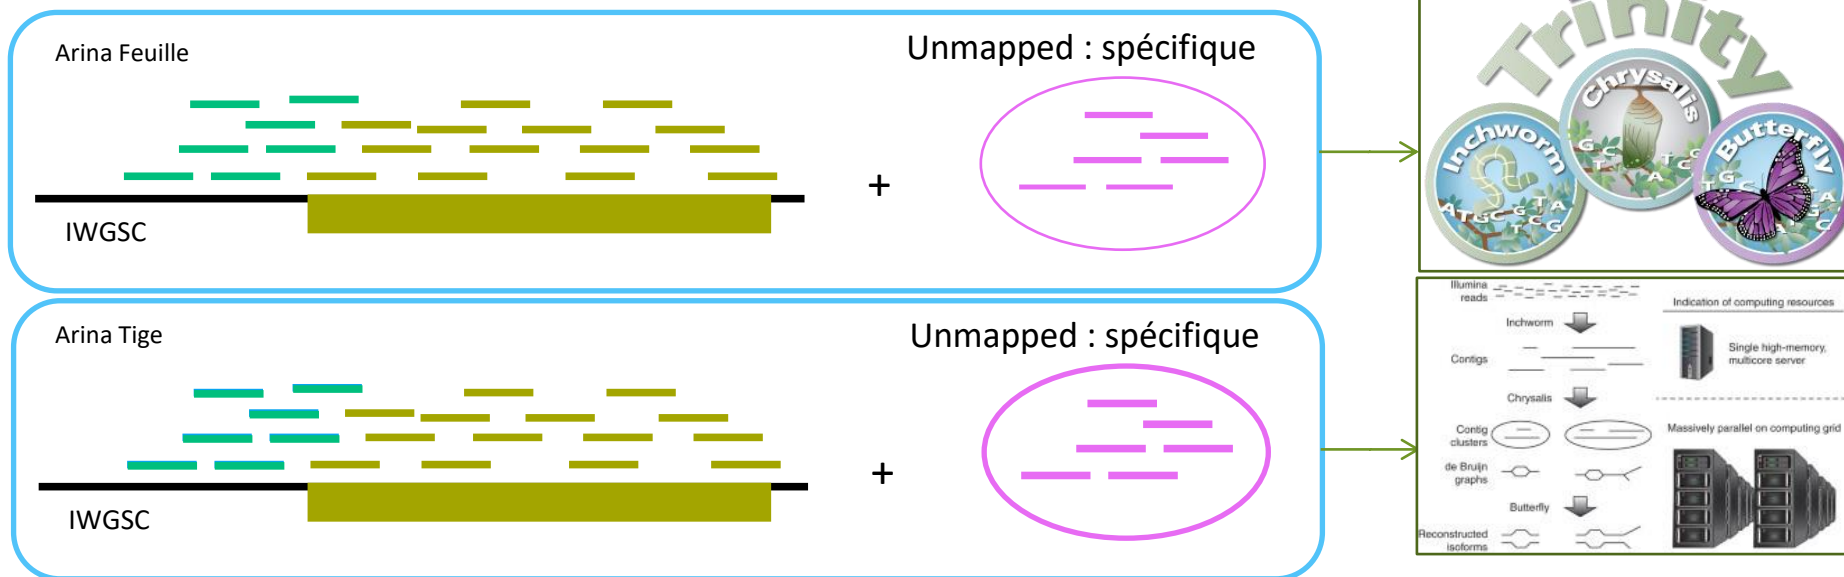 Arina Feuille
Unmapped : spécifique
+
IWGSC
Arina Tige
Unmapped : spécifique
+
IWGSC
Trinity
Inchworm
Chrysalis
Butterfly
Illumina
reads
Indication of computing resources
Inchworm
Single high-memory,
multicore server
Contigs
Chrysalis
Contig
clusters
Massively parallel on computing grid
de Bruijn
graphs
Butterfly
Reconstructed
isoforms